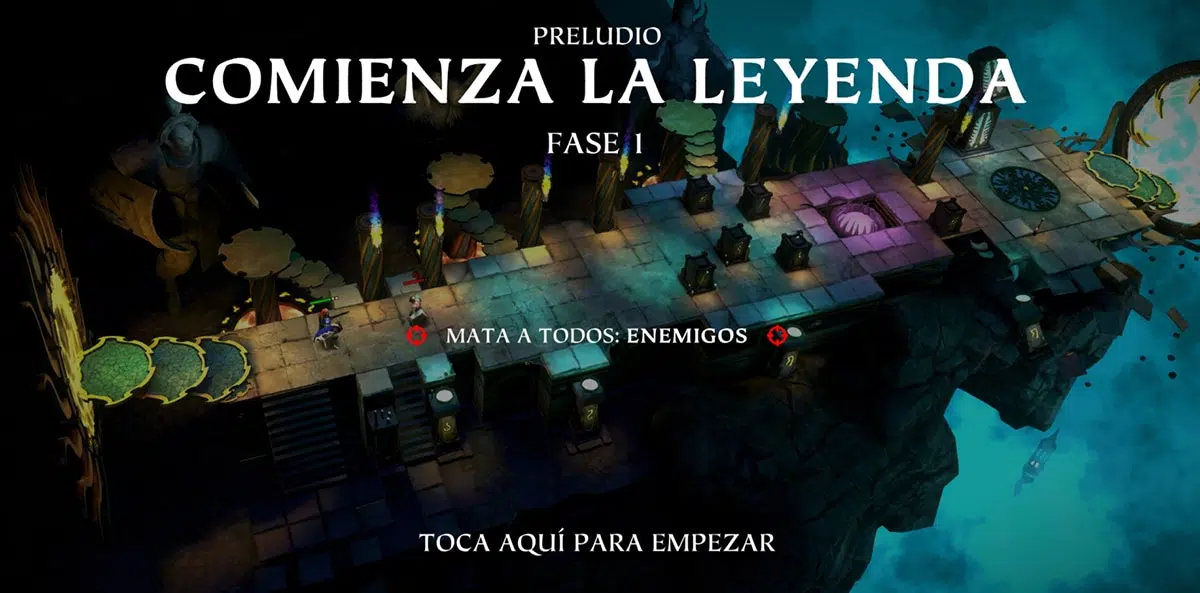 PRELUDIO
COMIENZA LA LEYENDA
FASE 1
MATA A TODOS: ENEMIGOS
TOCA AQUÍ PARA EMPEZAR